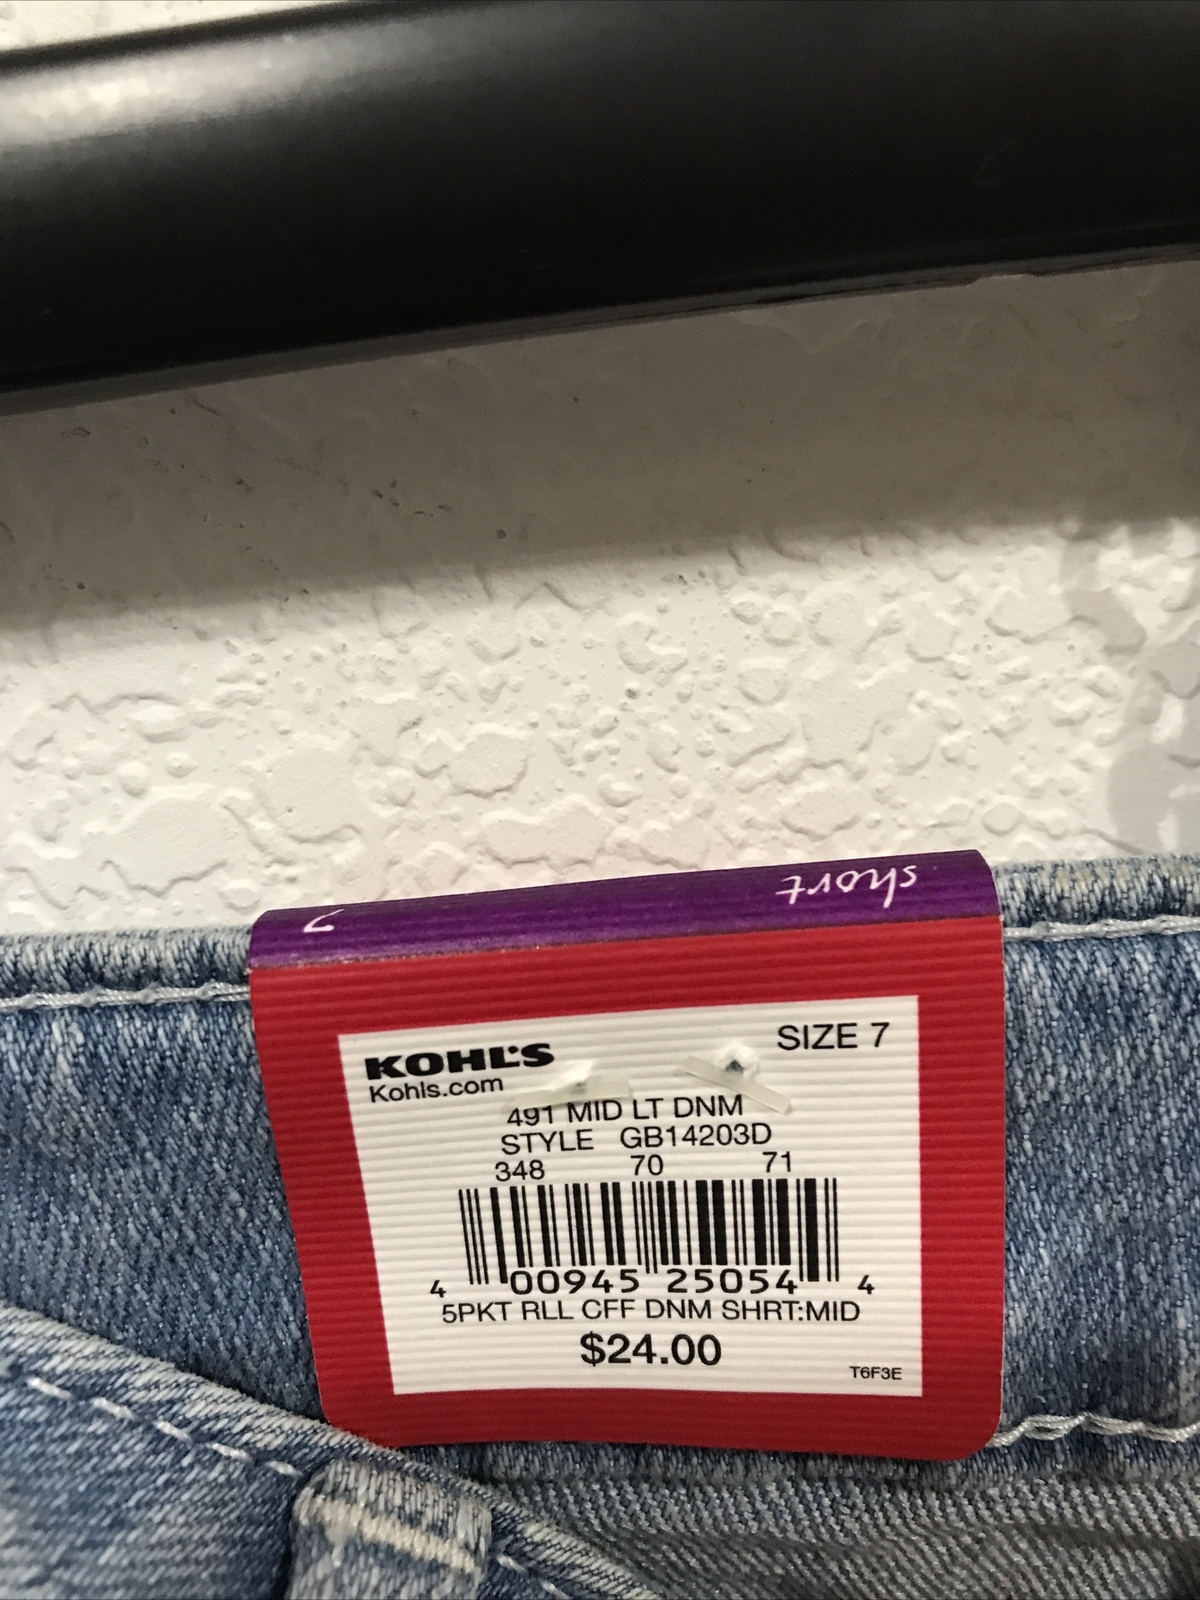 short
7
KOHL'S
SIZE 7
Kohls.com
491 MID LT DNM
STYLE GB14203D
348 70 71
4 00945 25054 4
5PKT RLL CFF DNM SHRT:MID
$24.00
T6F3E